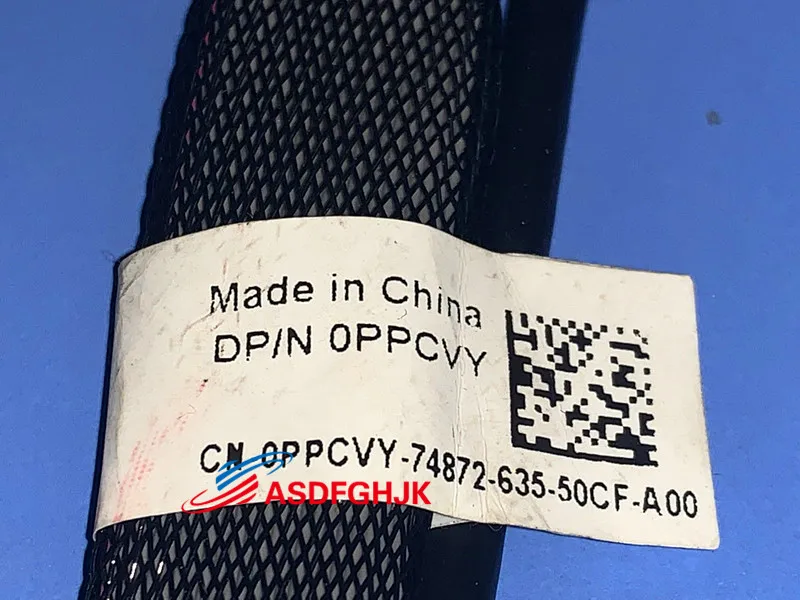 Made in China
DP/N 0PPCVY
CN-0PPCVY-74872-635-50CF-A00
ASDFGHJK